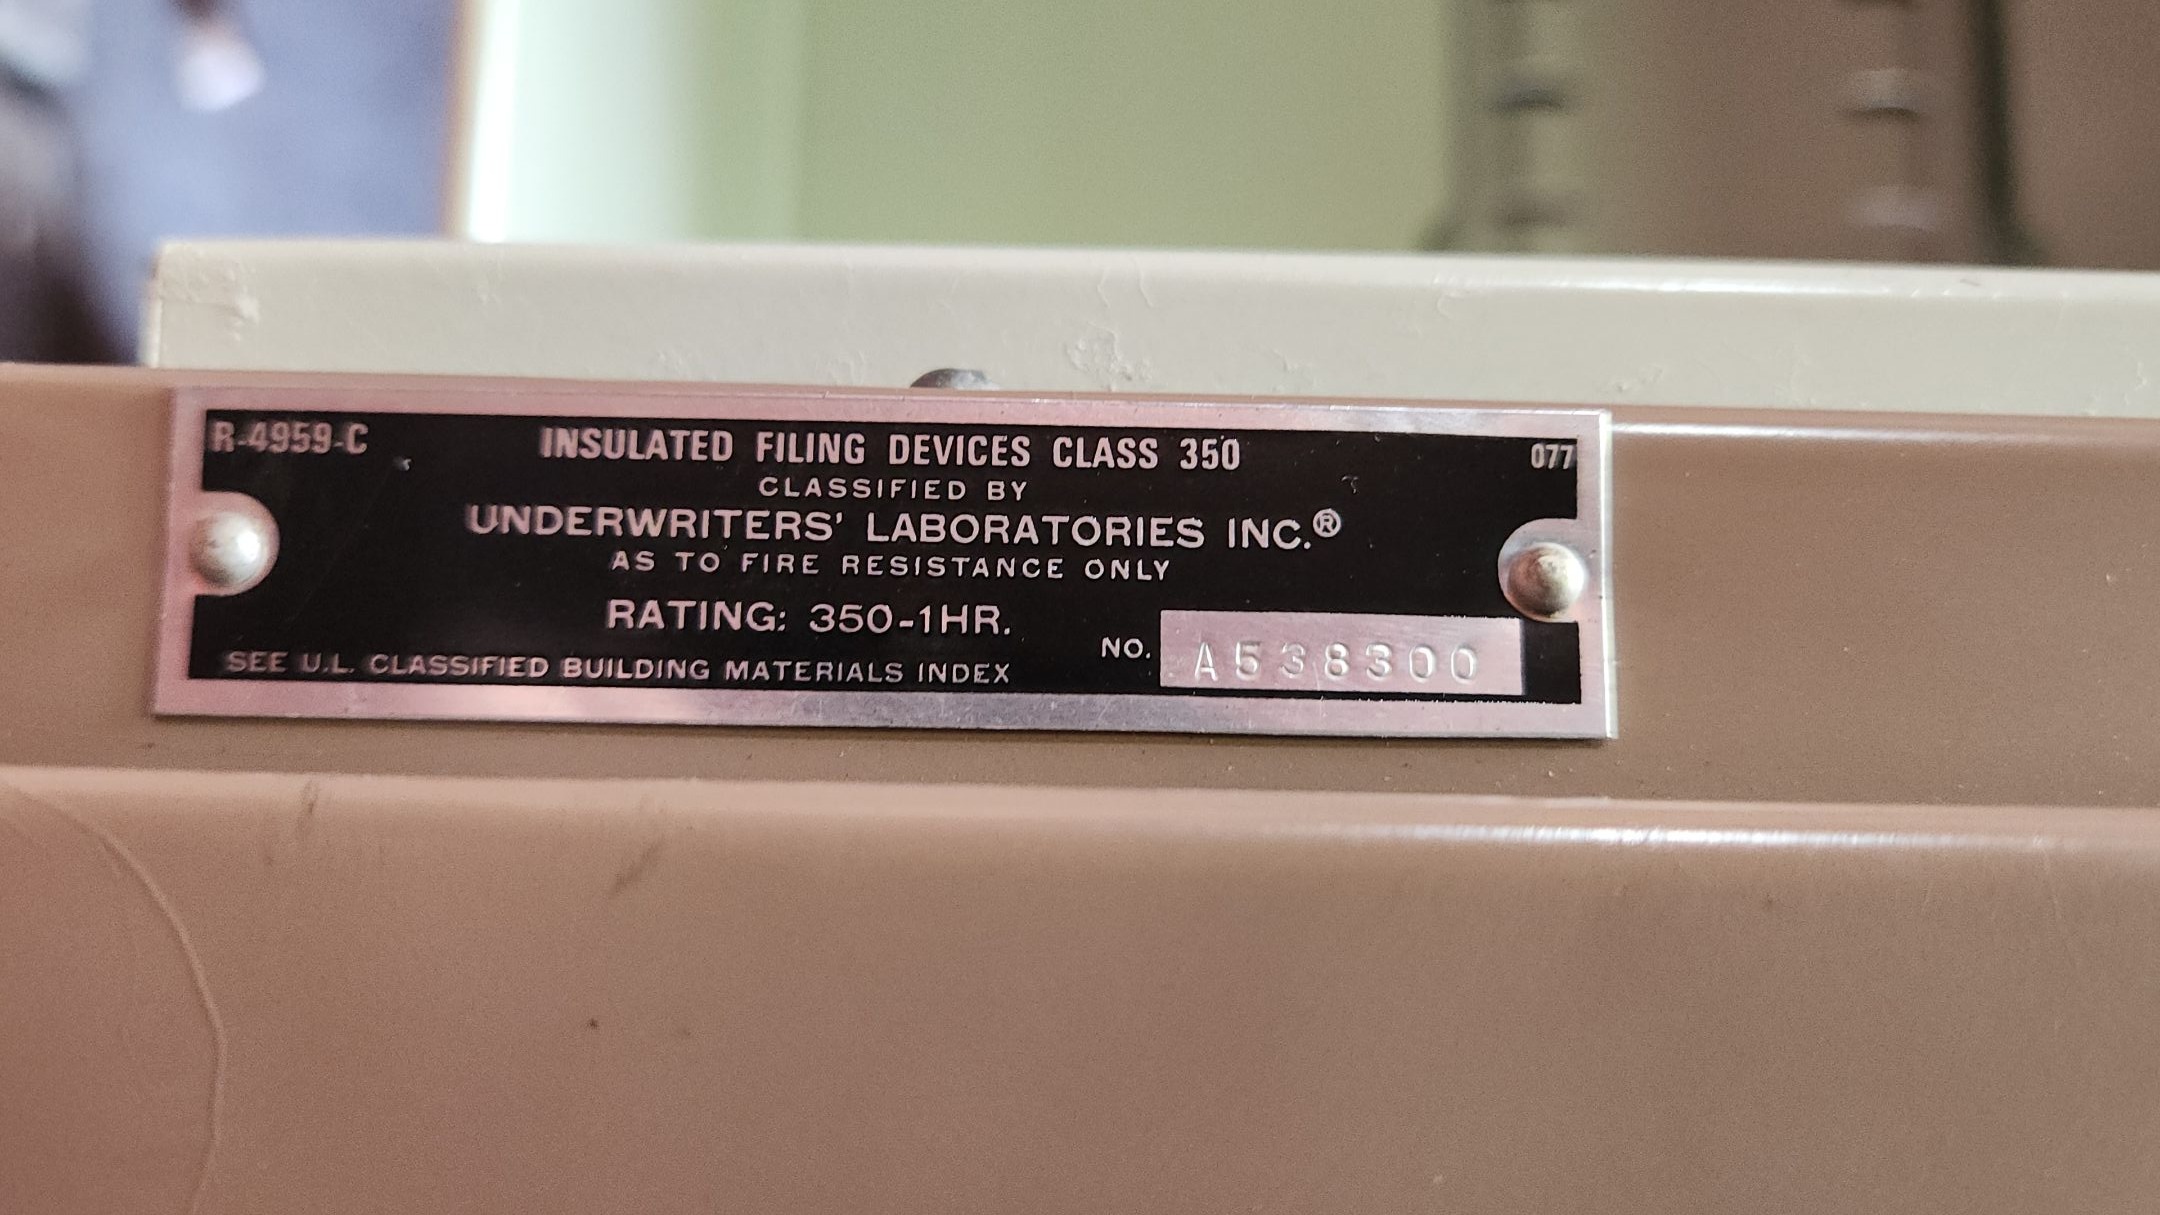 R-4959-C INSULATED FILING DEVICES CLASS 350 077
CLASSIFIED BY
UNDERWRITERS' LABORATORIES INC.®
AS TO FIRE RESISTANCE ONLY
RATING: 350-1HR.
NO. A538300
SEE U.L. CLASSIFIED BUILDING MATERIALS INDEX